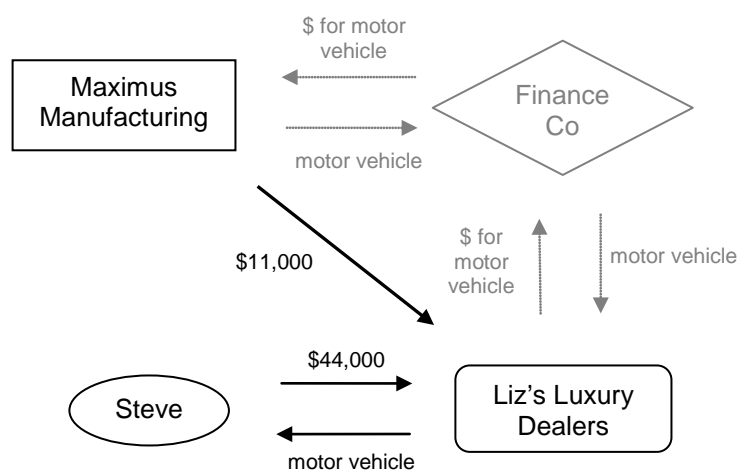 $ for motor
vehicle
Maximus
Manufacturing
Finance
Co
motor vehicle
$11,000
$ for
motor
vehicle
motor vehicle
$44,000
Steve
Liz's Luxury
Dealers
motor vehicle